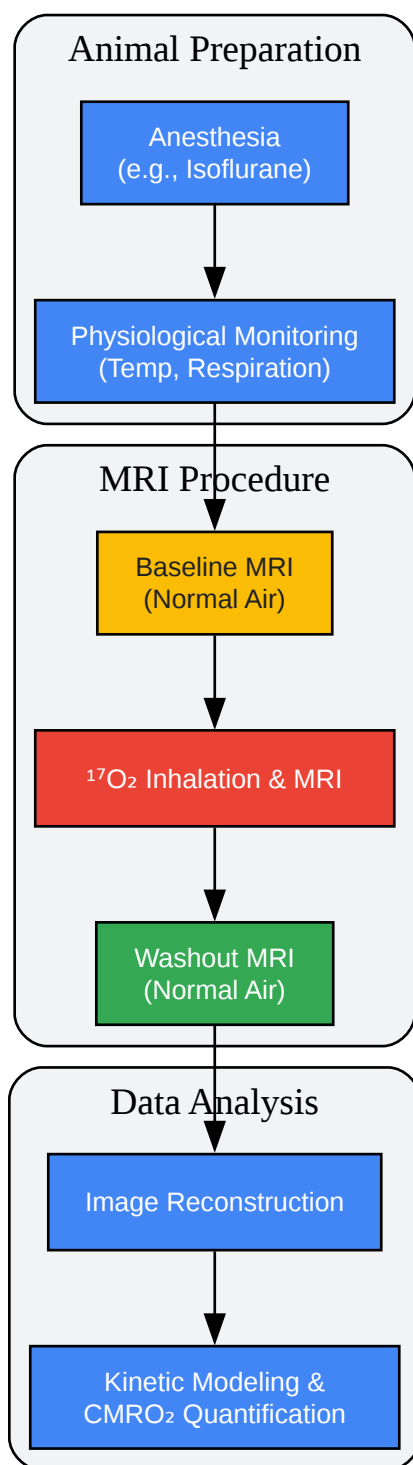 Animal Preparation
Anesthesia
(e.g., Isoflurane)
Physiological Monitoring
(Temp, Respiration)
MRI Procedure
Baseline MRI
(Normal Air)
¹⁷O₂ Inhalation & MRI
Washout MRI
(Normal Air)
Data Analysis
Image Reconstruction
Kinetic Modeling &
CMRO₂ Quantification